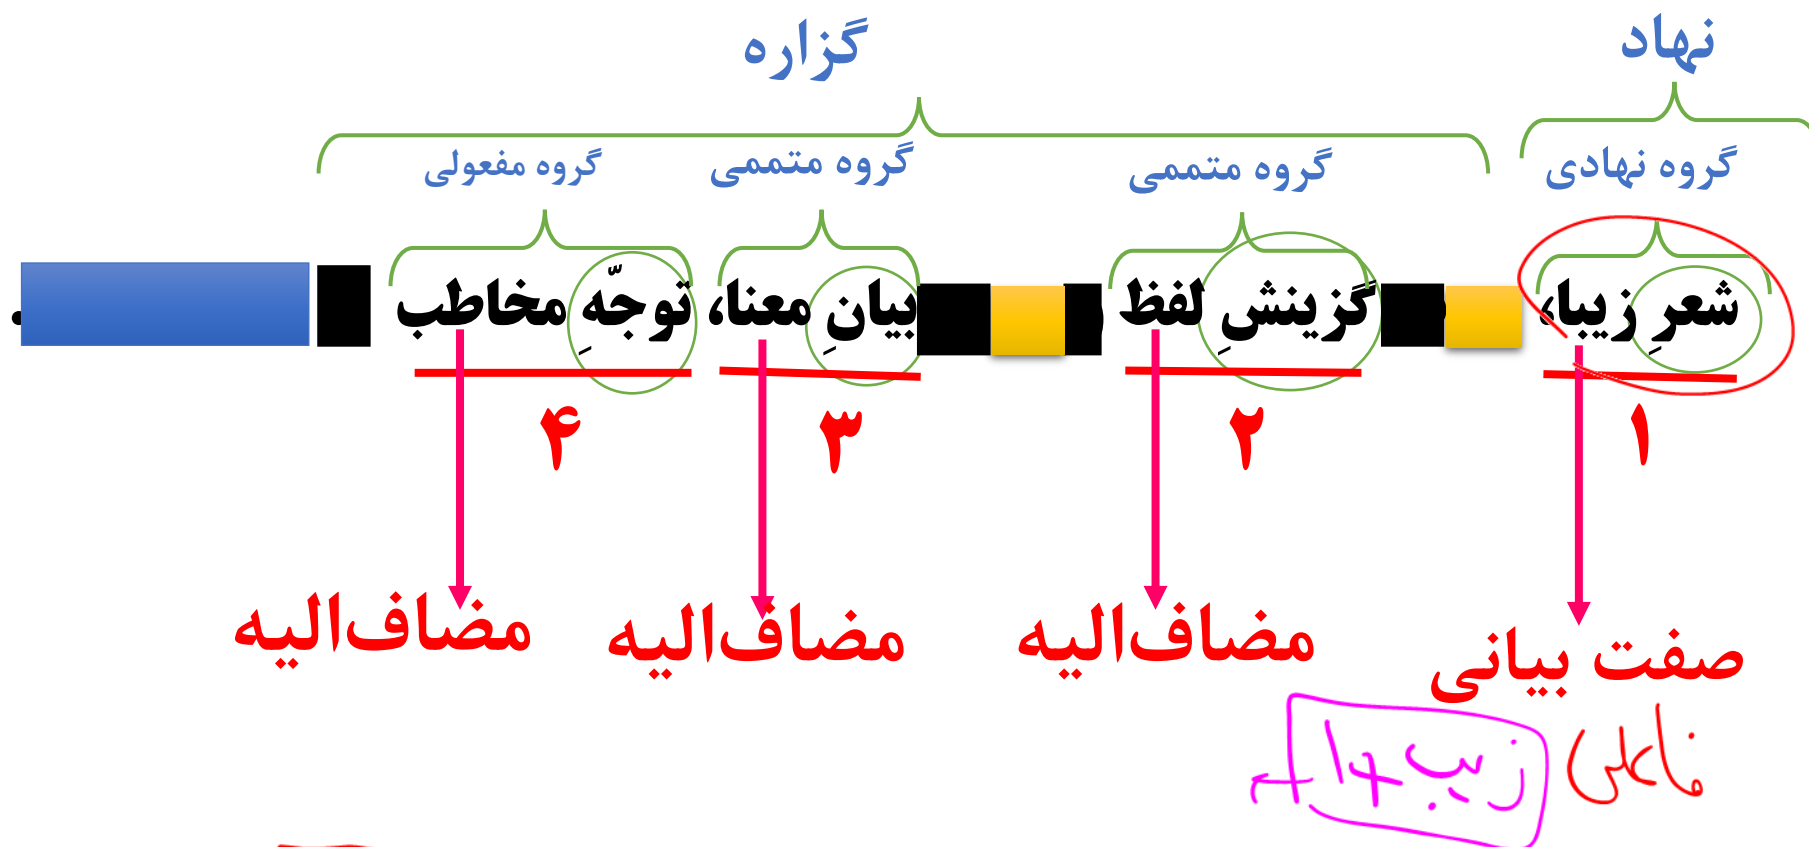 نهاد گزاره
گروه نهادی گروه متممی گروه متممی گروه مفعولی
شعرِ زیبا، گزینشِ لفظ بیانِ معنا، توجّهِ مخاطب .
۱ ۲ ۳ ۴
صفت بیانی مضاف‌الیه مضاف‌الیه مضاف‌الیه
فاعلی زیب + ا